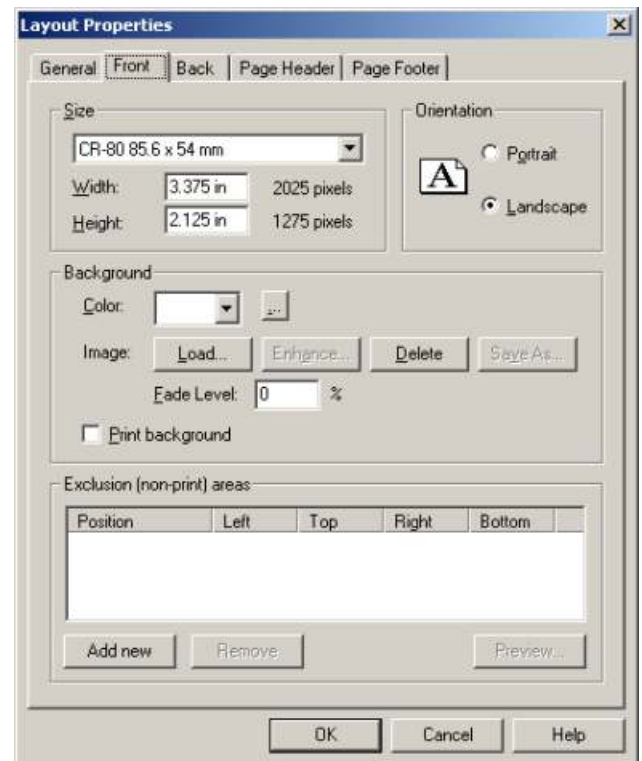 Layout Properties
General Front Back Page Header Page Footer
Size
CR-80 85.6 x 54 mm
Width: 3.375 in 2025 pixels
Height: 2.125 in 1275 pixels
Orientation
A
Portrait
Landscape
Background
Color: ...
Image: Load... Enhance... Delete Save As...
Fade Level: 0 %
Print background
Exclusion (non-print) areas
Position Left Top Right Bottom
Add new Remove Preview...
OK Cancel Help